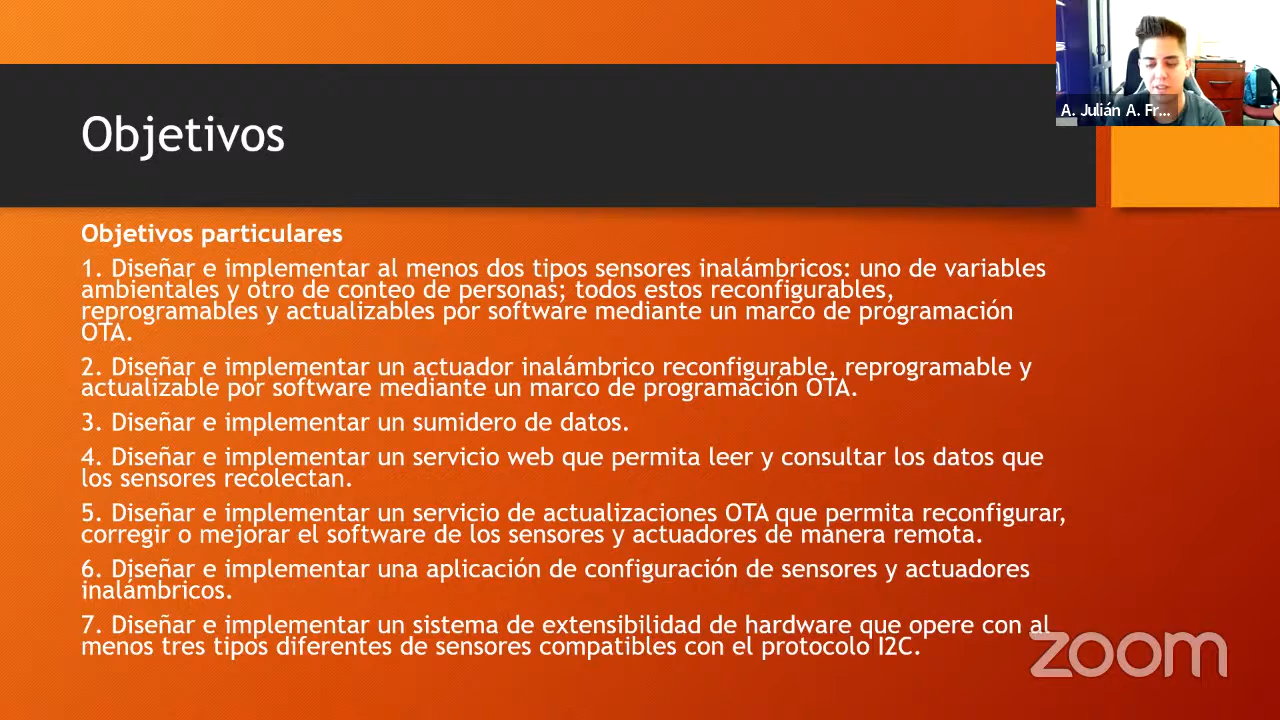 A. Julián A. Fr...
Objetivos
Objetivos particulares
1. Diseñar e implementar al menos dos tipos sensores inalámbricos: uno de variables
ambientales y otro de conteo de personas; todos estos reconfigurables,
reprogramables y actualizables por software mediante un marco de programación
OTA.
2. Diseñar e implementar un actuador inalámbrico reconfigurable, reprogramable y
actualizable por software mediante un marco de programación OTA.
3. Diseñar e implementar un sumidero de datos.
4. Diseñar e implementar un servicio web que permita leer y consultar los datos que
los sensores recolectan.
5. Diseñar e implementar un servicio de actualizaciones OTA que permita reconfigurar,
corregir o mejorar el software de los sensores y actuadores de manera remota.
6. Diseñar e implementar una aplicación de configuración de sensores y actuadores
inalámbricos.
7. Diseñar e implementar un sistema de extensibilidad de hardware que opere con al
menos tres tipos diferentes de sensores compatibles con el protocolo I2C.
zoom